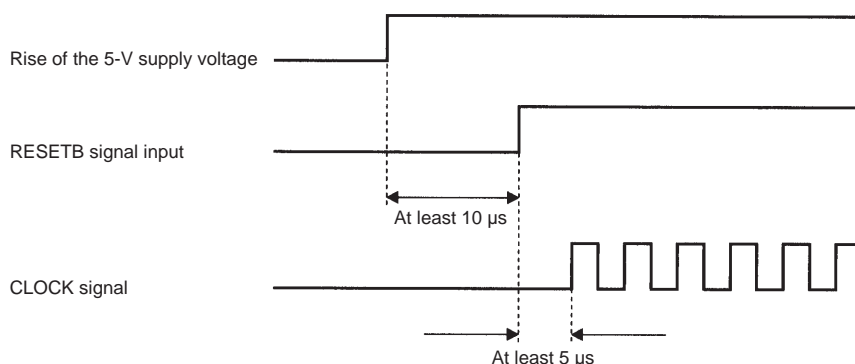 Rise of the 5-V supply voltage
RESETB signal input
At least 10 µs
CLOCK signal
At least 5 µs